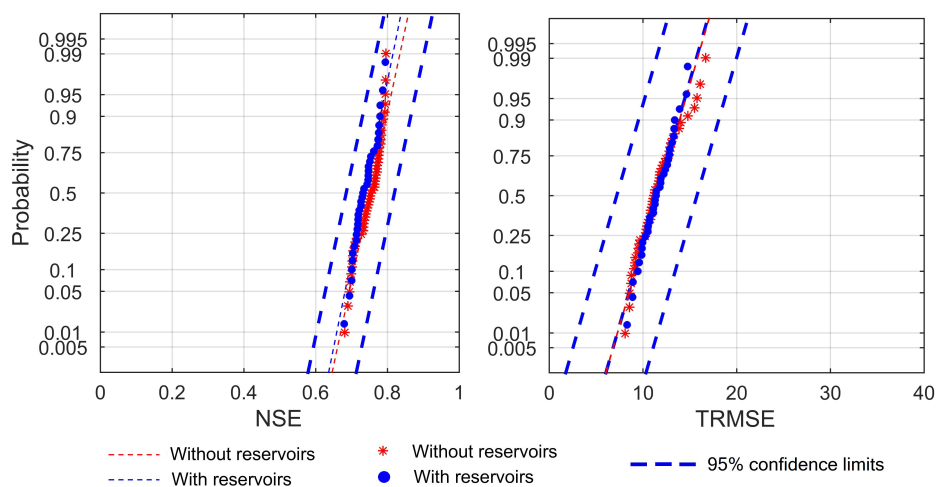 0.995
0.99
0.95
0.9
0.75
0.5
0.25
0.1
0.05
0.01
0.005
Probability
0 0.2 0.4 0.6 0.8 1
NSE
0.995
0.99
0.95
0.9
0.75
0.5
0.25
0.1
0.05
0.01
0.005
0 10 20 30 40
TRMSE
Without reservoirs
With reservoirs
Without reservoirs
With reservoirs
95% confidence limits